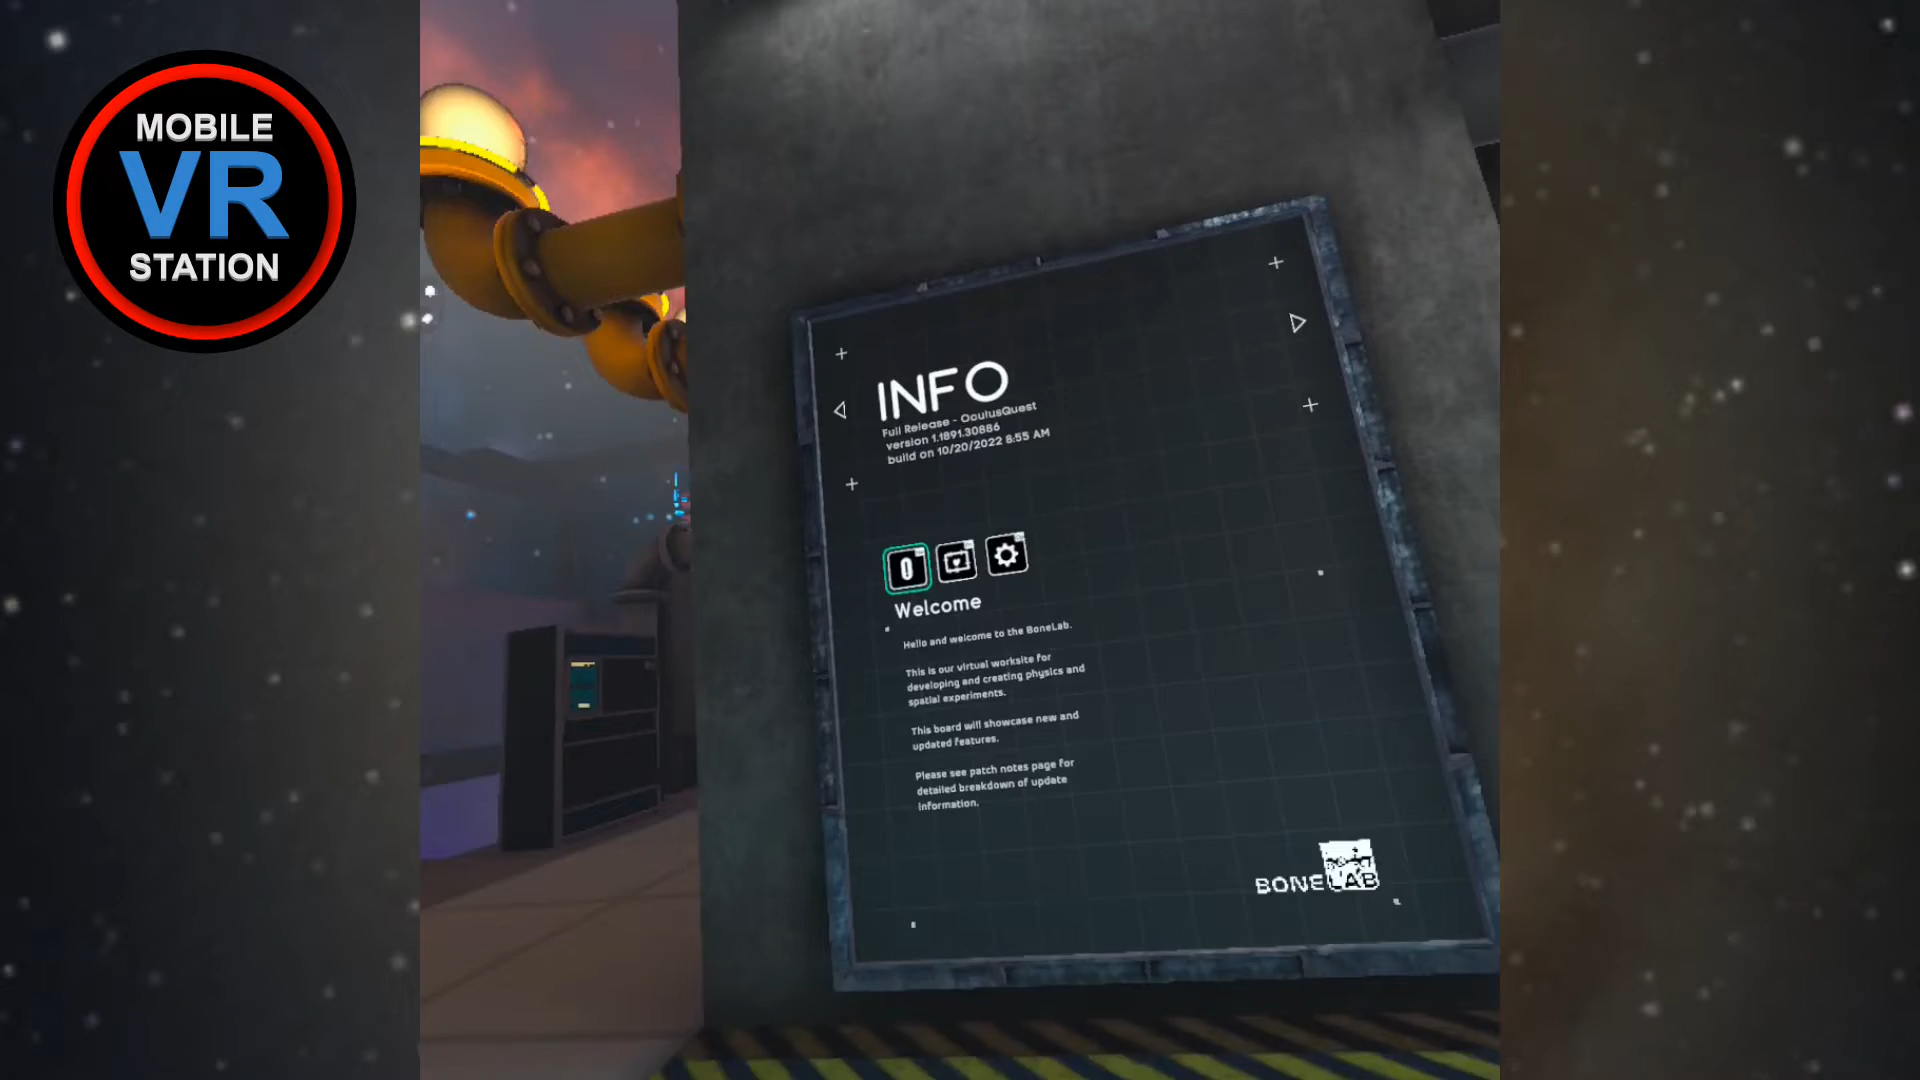 MOBILE
VR
STATION
INFO
Full Release - OculusQuest
version 1.1891.30886
build on 10/20/2022 8:55 AM
Welcome
Hello and welcome to the BoneLab.
This is our virtual worksite for
developing and creating physics and
spatial experiments.
This board will showcase new and
updated features.
Please see patch notes page for
detailed breakdown of update
information.
BONELAB